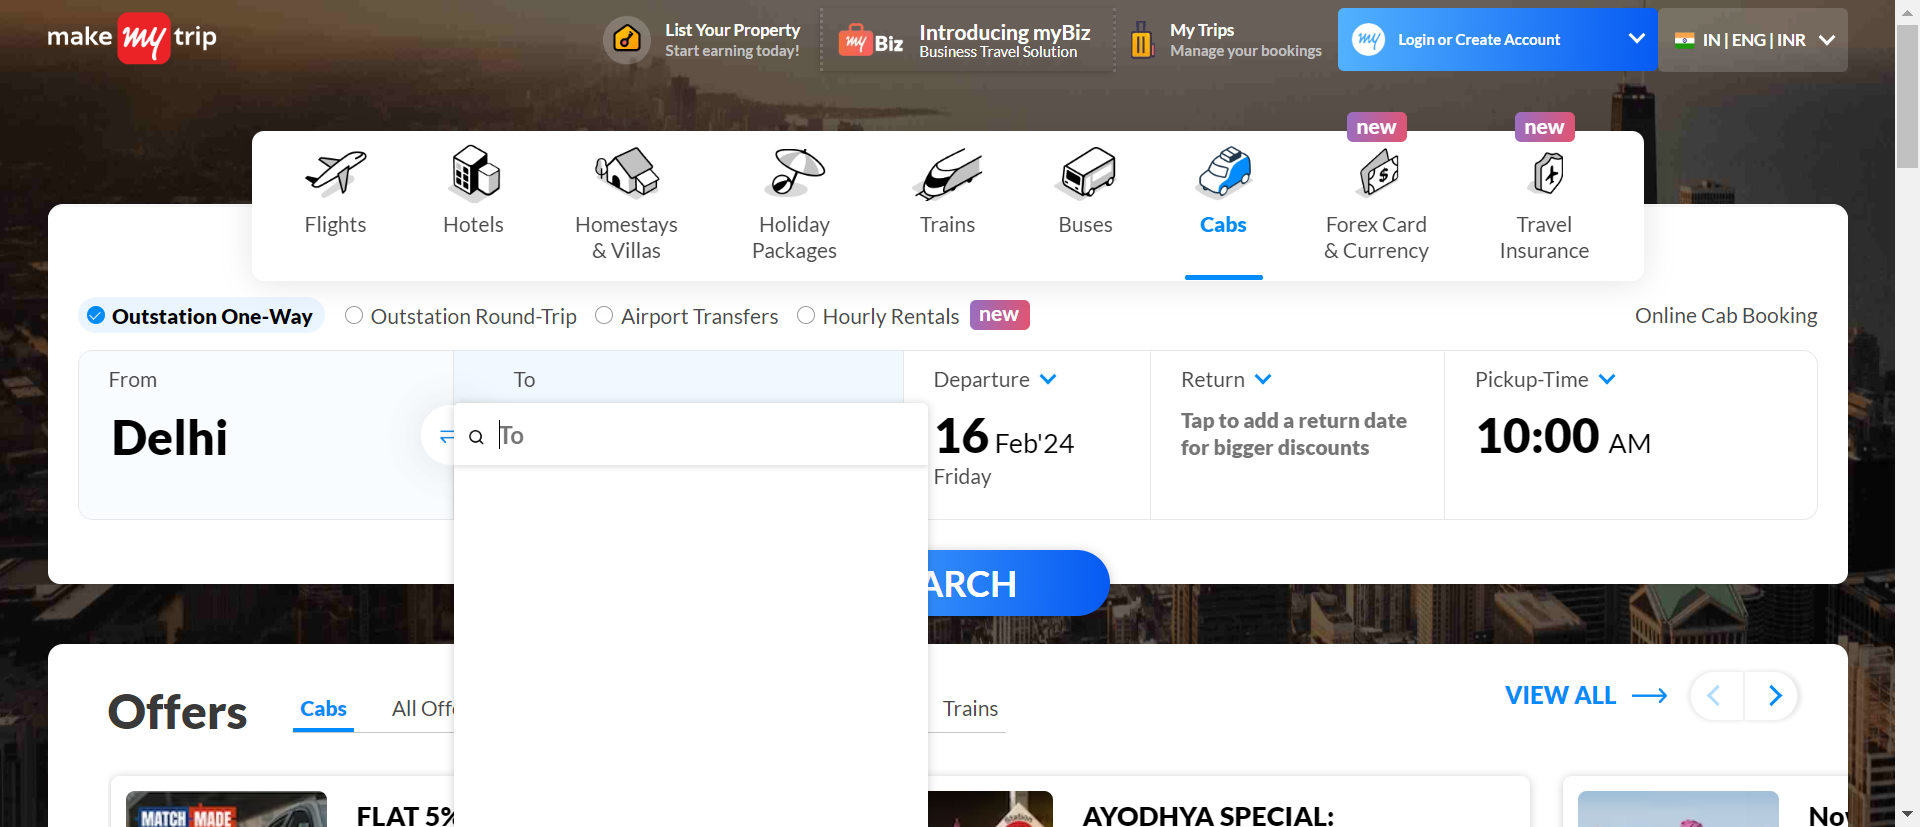 make my trip
List Your Property
Start earning today!
my Biz
Introducing myBiz
Business Travel Solution
My Trips
Manage your bookings
my Login or Create Account
IN | ENG | INR
new
new
Flights
Hotels
Homestays
& Villas
Holiday
Packages
Trains
Buses
Cabs
Forex Card
& Currency
Travel
Insurance
Outstation One-Way
Outstation Round-Trip
Airport Transfers
Hourly Rentals
new
Online Cab Booking
From
Delhi
To
To
Departure
16 Feb'24
Friday
Return
Tap to add a return date
for bigger discounts
Pickup-Time
10:00 AM
ARCH
Offers
Cabs
All Off
Trains
VIEW ALL
MATCH MADE
FLAT 5%
Station
AYODHYA SPECIAL: